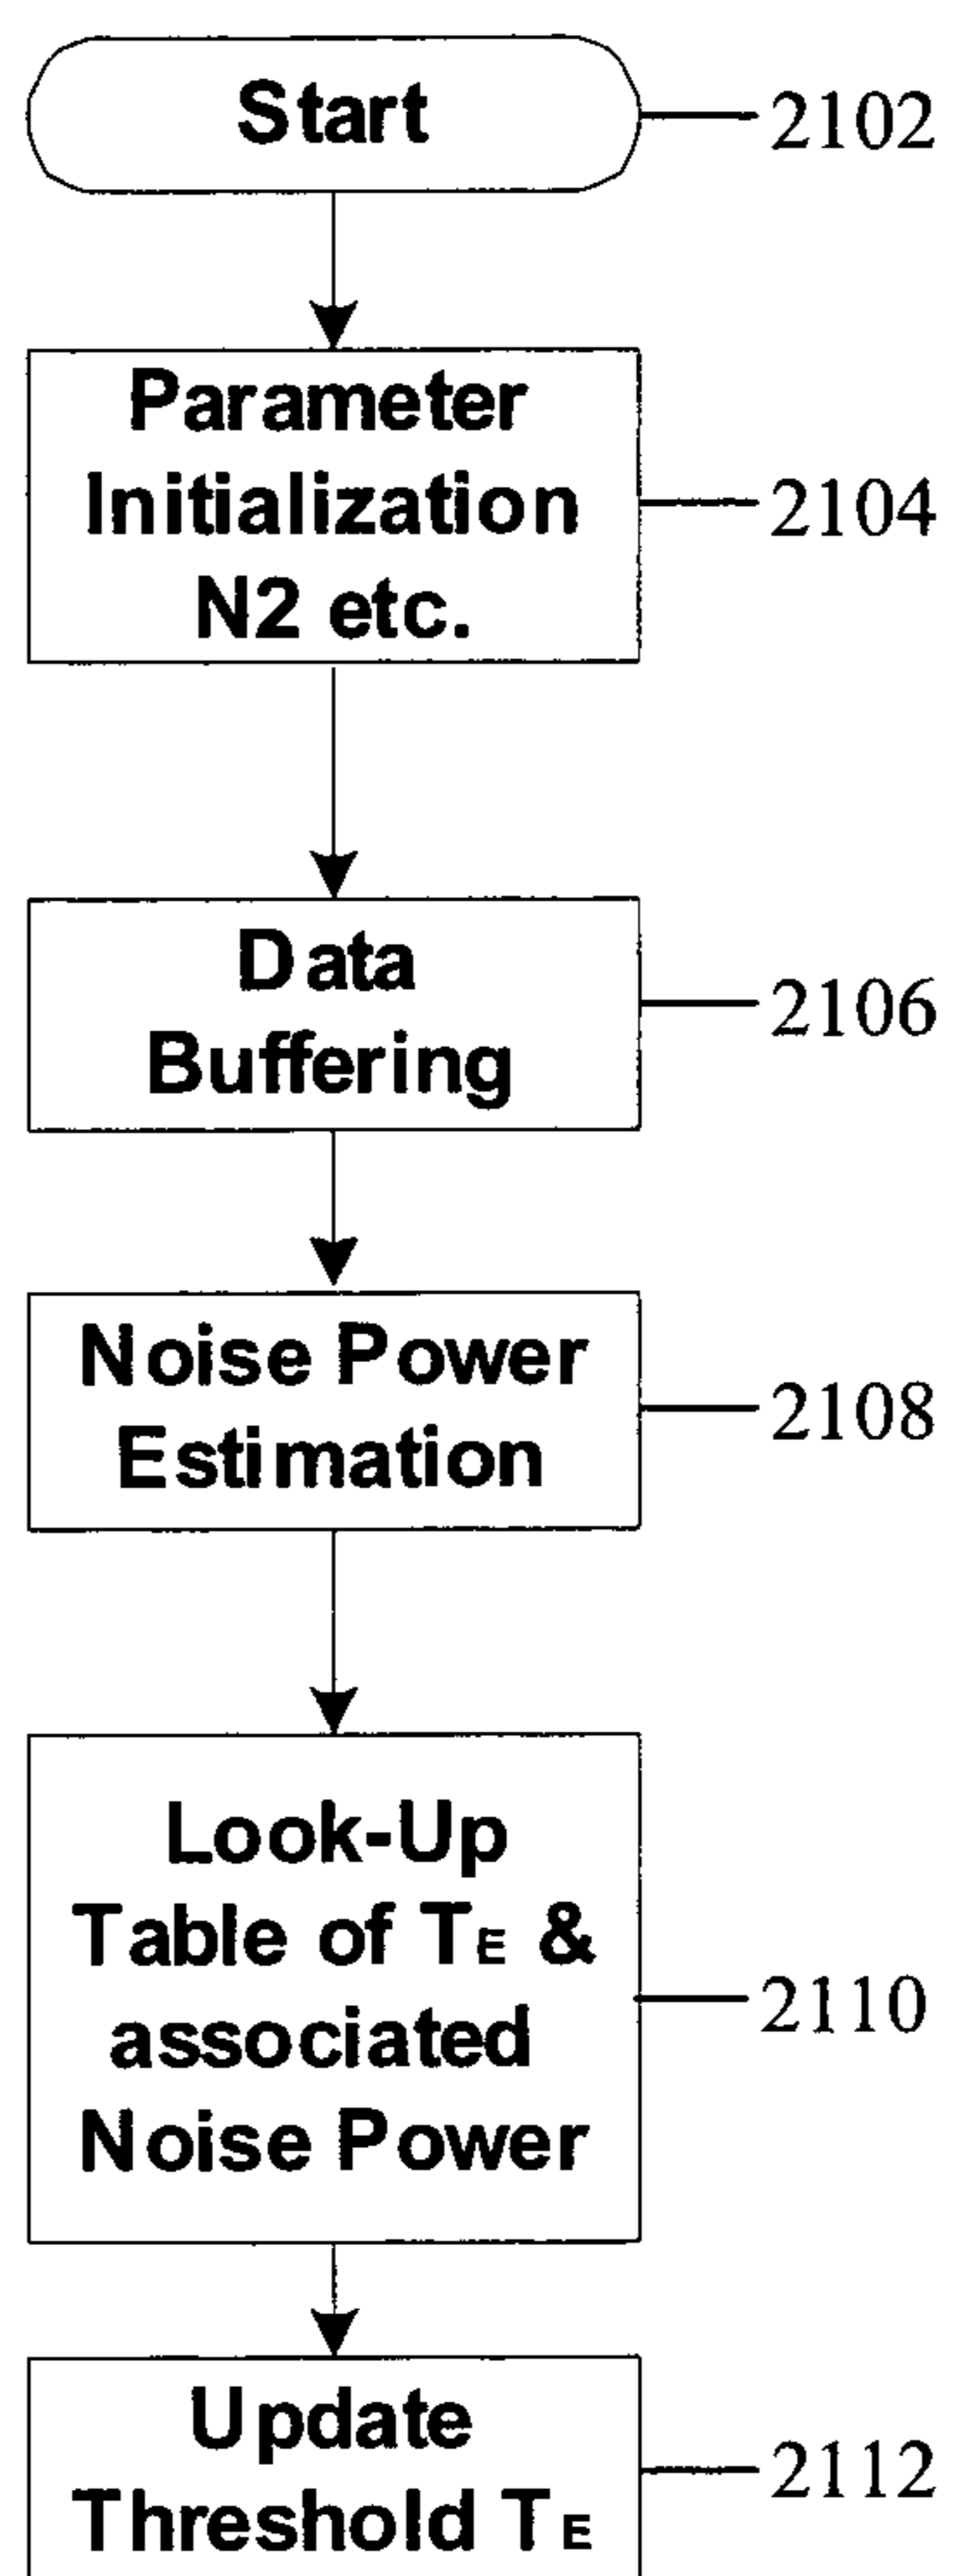 Start
2102
Parameter
Initialization
N2 etc.
2104
Data
Buffering
2106
Noise Power
Estimation
2108
Look-Up
Table of TE &
associated
Noise Power
2110
Update
Threshold TE
2112